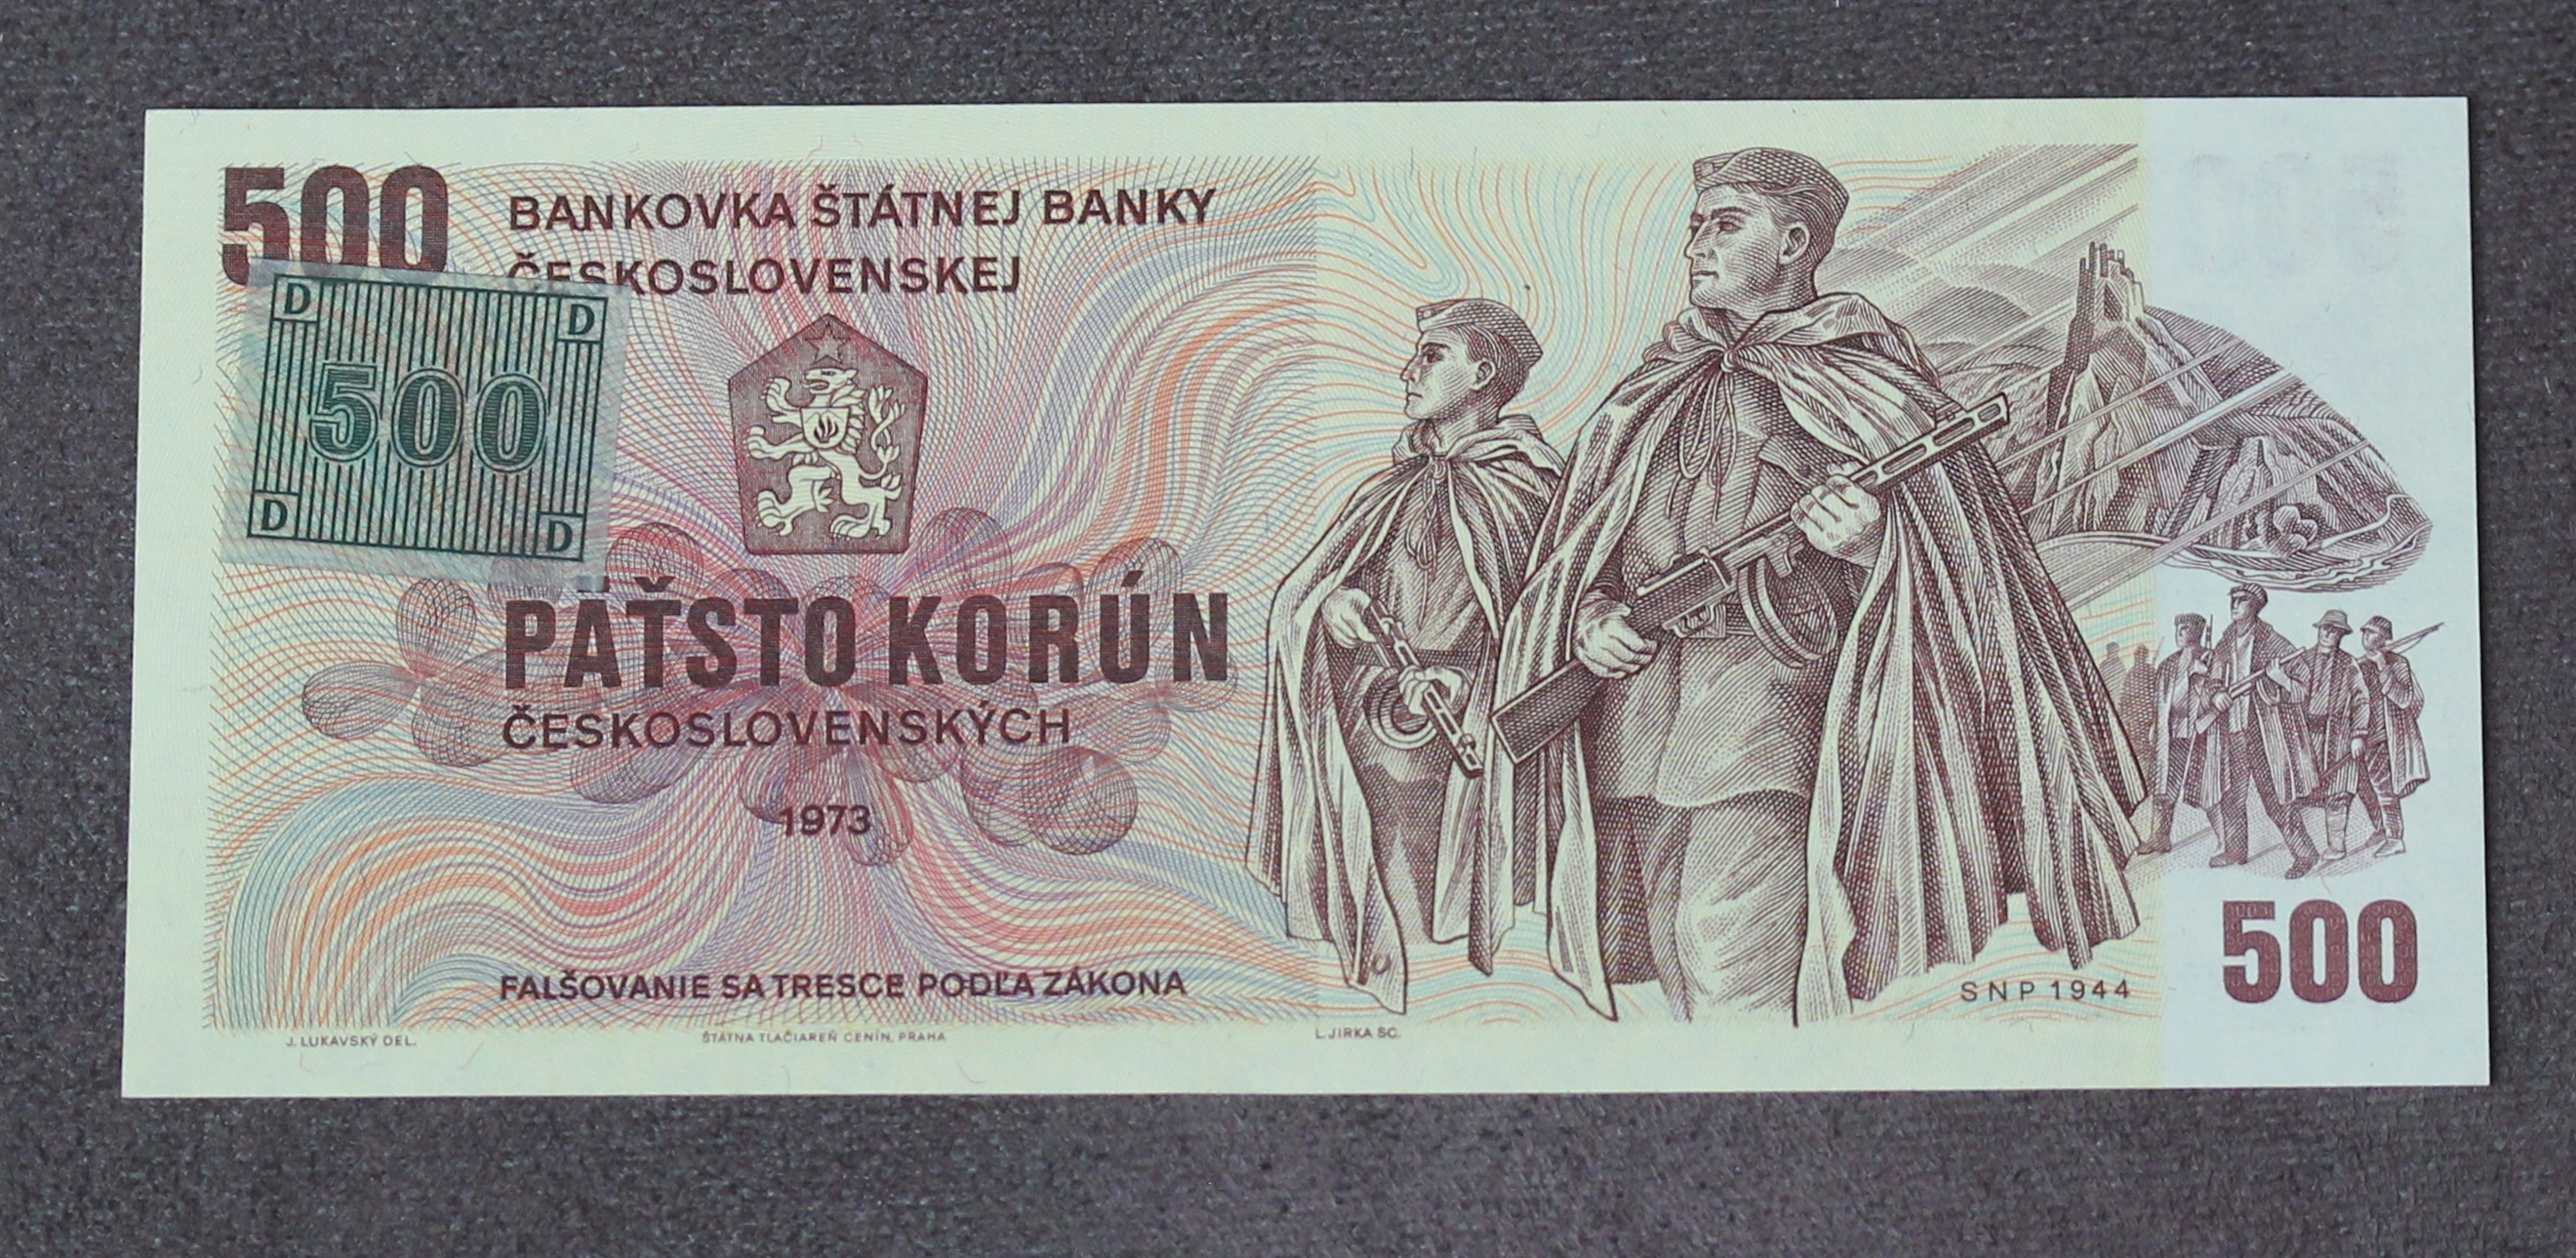 500
BANKOVKA ŠTÁTNEJ BANKY
ČESKOSLOVENSKEJ
D D
500
D D
PÄŤSTO KORÚN
ČESKOSLOVENSKÝCH
1973
FALŠOVANIE SA TRESCE PODĽA ZÁKONA
SNP 1944
500
J. LUKAVSKÝ DEL.
ŠTÁTNA TLAČIAREŇ CENÍN, PRAHA
L. JIRKA SC.